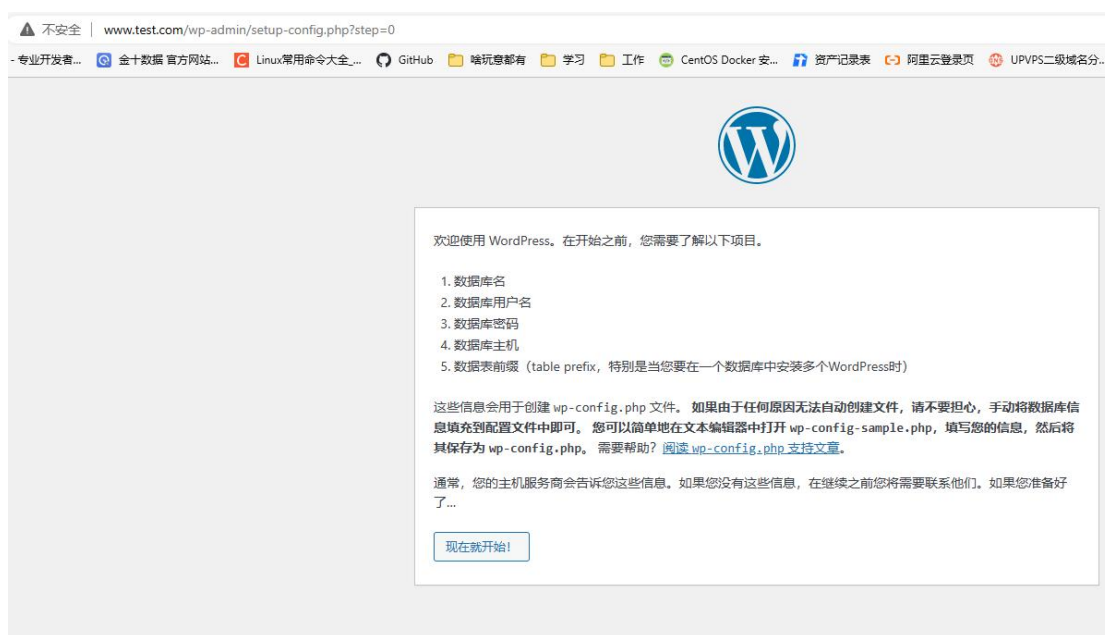 不安全 www.test.com/wp-admin/setup-config.php?step=0
- 专业开发者... 金十数据 官方网站... Linux常用命令大全_... GitHub 啥玩意都有 学习 工作 CentOS Docker 安... 资产记录表 阿里云登录页 UPVPS二级域名分...
欢迎使用 WordPress。在开始之前，您需要了解以下项目。
1. 数据库名
2. 数据库用户名
3. 数据库密码
4. 数据库主机
5. 数据表前缀（table prefix，特别是当您要在一个数据库中安装多个WordPress时）
这些信息会用于创建 wp-config.php 文件。 如果由于任何原因无法自动创建文件，请不要担心，手动将数据库信
息填充到配置文件中即可。 您可以简单地在文本编辑器中打开 wp-config-sample.php，填写您的信息，然后将
其保存为 wp-config.php。 需要帮助？阅读 wp-config.php 支持文章。
通常，您的主机服务商会告诉您这些信息。如果您没有这些信息，在继续之前您将需要联系他们。如果您准备好
了...
现在就开始！